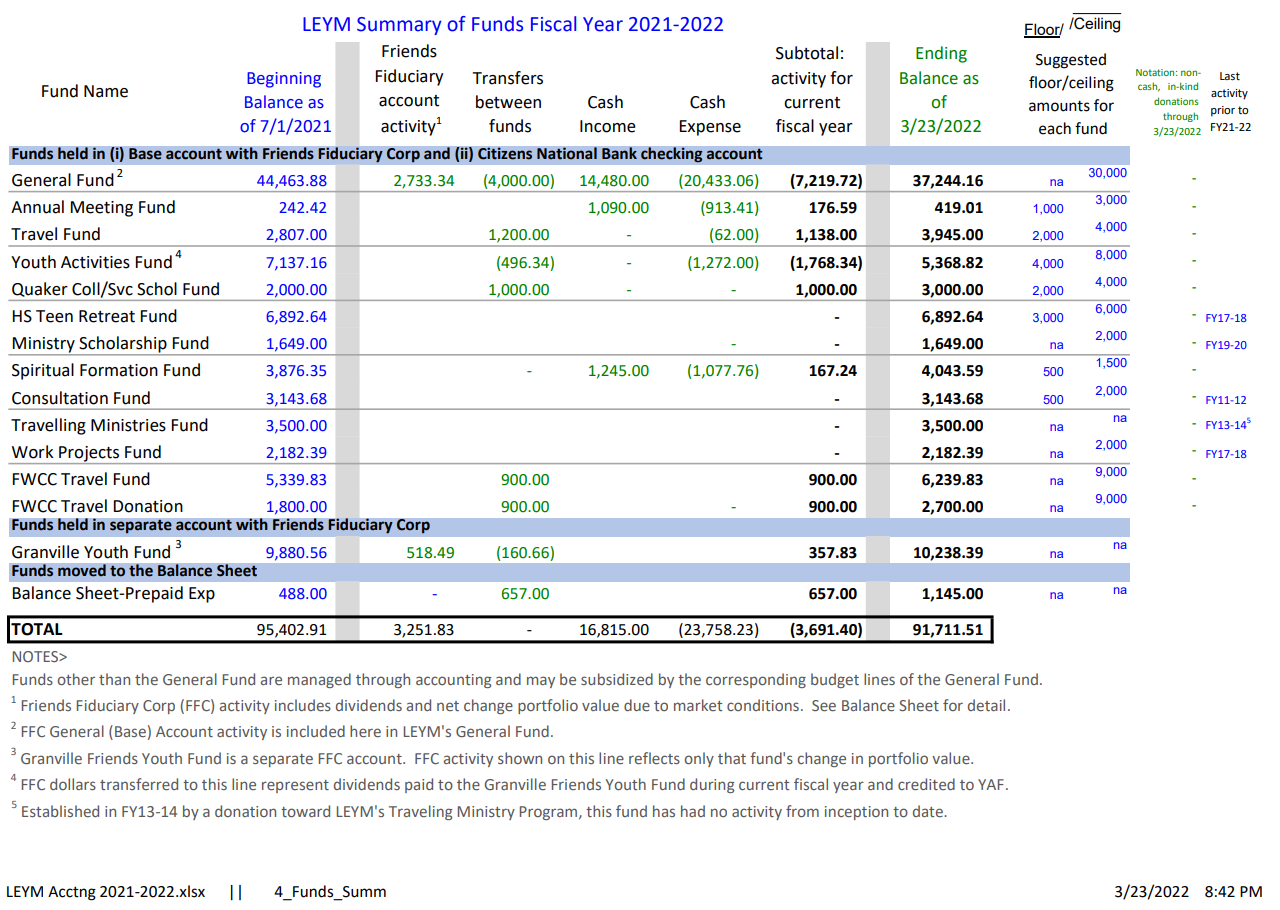 LEYM Summary of Funds Fiscal Year 2021-2022
Floor/ /Ceiling
Fund Name
Beginning Balance as of 7/1/2021
Friends Fiduciary account activity1
Transfers between funds
Cash Income
Cash Expense
Subtotal: activity for current fiscal year
Ending Balance as of 3/23/2022
Suggested floor/ceiling amounts for each fund
Notation: non-cash, in-kind donations through 3/23/2022
Last activity prior to FY21-22
Funds held in (i) Base account with Friends Fiduciary Corp and (ii) Citizens National Bank checking account
General Fund 2 44,463.88 2,733.34 (4,000.00) 14,480.00 (20,433.06) (7,219.72) 37,244.16 na 30,000 -
Annual Meeting Fund 242.42 1,090.00 (913.41) 176.59 419.01 1,000 3,000 -
Travel Fund 2,807.00 1,200.00 - (62.00) 1,138.00 3,945.00 2,000 4,000 -
Youth Activities Fund 4 7,137.16 (496.34) - (1,272.00) (1,768.34) 5,368.82 4,000 8,000 -
Quaker Coll/Svc Schol Fund 2,000.00 1,000.00 - - 1,000.00 3,000.00 2,000 4,000 -
HS Teen Retreat Fund 6,892.64 - 6,892.64 3,000 6,000 - FY17-18
Ministry Scholarship Fund 1,649.00 - - 1,649.00 na 2,000 - FY19-20
Spiritual Formation Fund 3,876.35 - 1,245.00 (1,077.76) 167.24 4,043.59 500 1,500 -
Consultation Fund 3,143.68 - 3,143.68 500 2,000 - FY11-12
Travelling Ministries Fund 3,500.00 - 3,500.00 na na - FY13-145
Work Projects Fund 2,182.39 - 2,182.39 na 2,000 - FY17-18
FWCC Travel Fund 5,339.83 900.00 900.00 6,239.83 na 9,000 -
FWCC Travel Donation 1,800.00 900.00 - 900.00 2,700.00 na 9,000 -
Funds held in separate account with Friends Fiduciary Corp
Granville Youth Fund 3 9,880.56 518.49 (160.66) 357.83 10,238.39 na na
Funds moved to the Balance Sheet
Balance Sheet-Prepaid Exp 488.00 - 657.00 657.00 1,145.00 na na
TOTAL 95,402.91 3,251.83 - 16,815.00 (23,758.23) (3,691.40) 91,711.51
NOTES>
Funds other than the General Fund are managed through accounting and may be subsidized by the corresponding budget lines of the General Fund.
1 Friends Fiduciary Corp (FFC) activity includes dividends and net change portfolio value due to market conditions. See Balance Sheet for detail.
2 FFC General (Base) Account activity is included here in LEYM's General Fund.
3 Granville Friends Youth Fund is a separate FFC account. FFC activity shown on this line reflects only that fund's change in portfolio value.
4 FFC dollars transferred to this line represent dividends paid to the Granville Friends Youth Fund during current fiscal year and credited to YAF.
5 Established in FY13-14 by a donation toward LEYM's Traveling Ministry Program, this fund has had no activity from inception to date.
LEYM Acctng 2021-2022.xlsx || 4_Funds_Summ 3/23/2022 8:42 PM